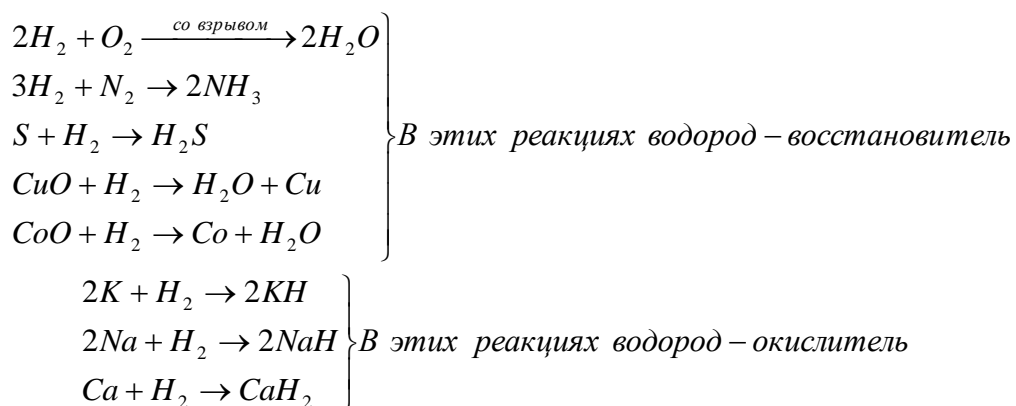 2H₂ + O₂ —со взрывом→ 2H₂O
3H₂ + N₂ → 2NH₃
S + H₂ → H₂S
CuO + H₂ → H₂O + Cu
CoO + H₂ → Co + H₂O
В этих реакциях водород – восстановитель
2K + H₂ → 2KH
2Na + H₂ → 2NaH
Ca + H₂ → CaH₂
В этих реакциях водород – окислитель